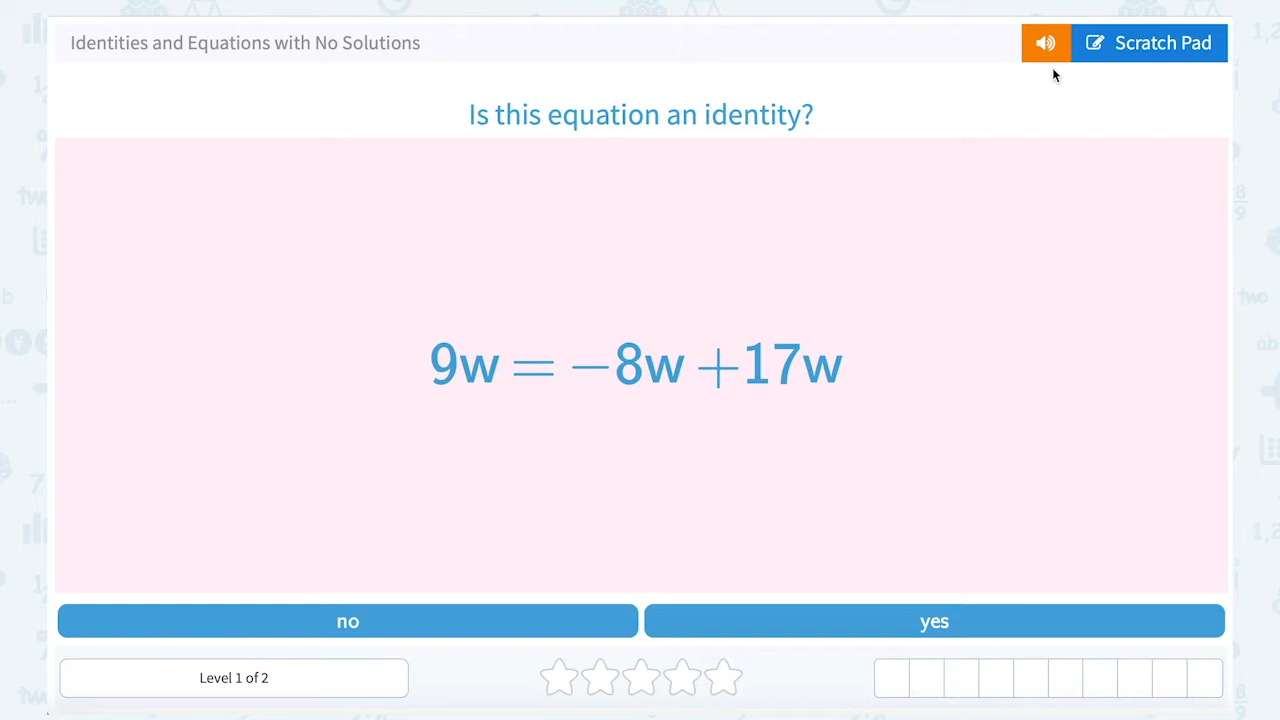 Identities and Equations with No Solutions
Scratch Pad
Is this equation an identity?
9w = −8w +17w
no
yes
Level 1 of 2